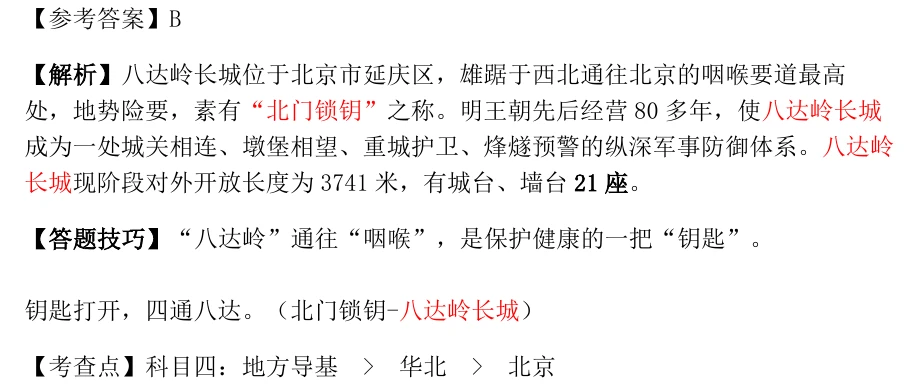 【参考答案】B
【解析】八达岭长城位于北京市延庆区，雄踞于西北通往北京的咽喉要道最高
处，地势险要，素有“北门锁钥”之称。明王朝先后经营 80 多年，使八达岭长城
成为一处城关相连、墩堡相望、重城护卫、烽燧预警的纵深军事防御体系。八达岭
长城现阶段对外开放长度为 3741 米，有城台、墙台 21 座。
【答题技巧】“八达岭”通往“咽喉”，是保护健康的一把“钥匙”。
钥匙打开，四通八达。（北门锁钥-八达岭长城）
【考查点】科目四：地方导基 > 华北 > 北京